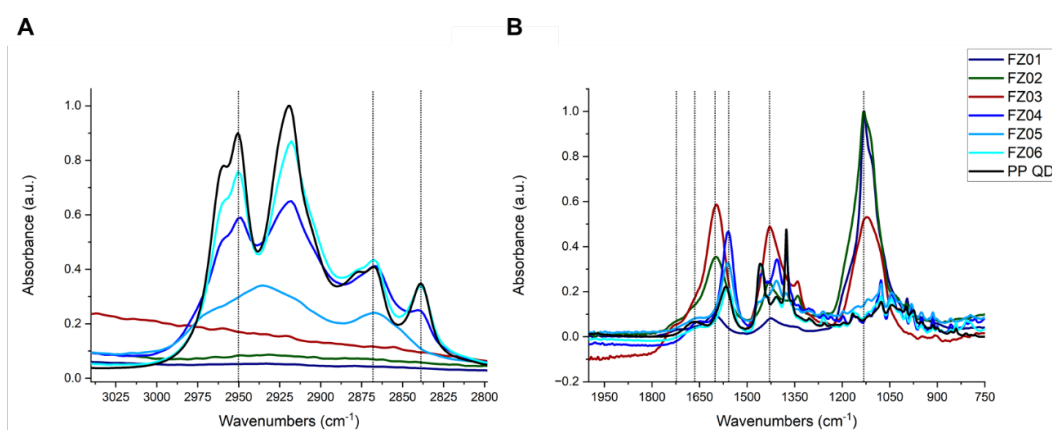 A
B
Absorbance (a.u.)
1.0
0.8
0.6
0.4
0.2
0.0
3025 3000 2975 2950 2925 2900 2875 2850 2825 2800
Wavenumbers (cm⁻¹)
Absorbance (a.u.)
1.0
0.8
0.6
0.4
0.2
0.0
−0.2
1950 1800 1650 1500 1350 1200 1050 900 750
Wavenumbers (cm⁻¹)
FZ01
FZ02
FZ03
FZ04
FZ05
FZ06
PP QD